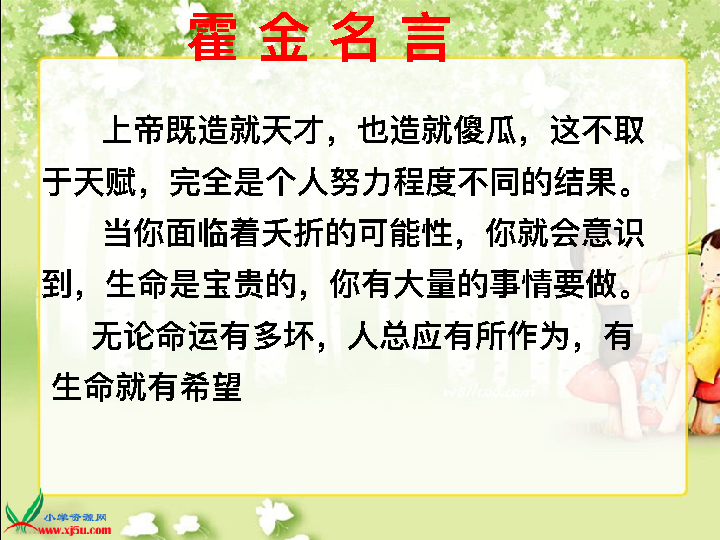 霍金名言
上帝既造就天才，也造就傻瓜，这不取
于天赋，完全是个人努力程度不同的结果。
当你面临着夭折的可能性，你就会意识
到，生命是宝贵的，你有大量的事情要做。
无论命运有多坏，人总应有所作为，有
生命就有希望
小学资源网
www.xj5u.com